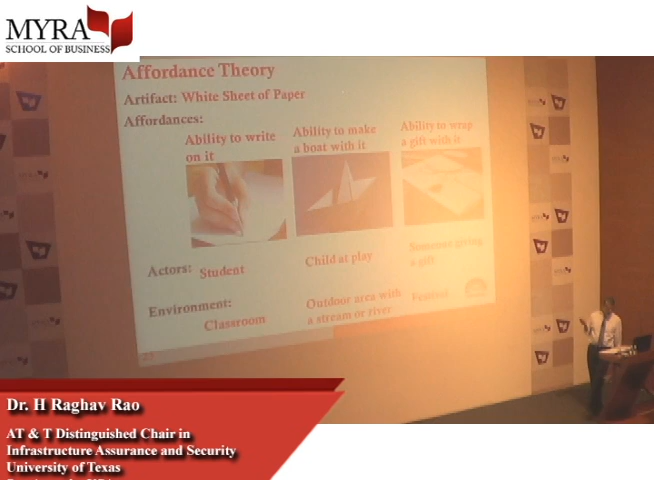 MYRA
SCHOOL OF BUSINESS
Affordance Theory
Artifact: White Sheet of Paper
Affordances:
Ability to write
on it
Ability to make
a boat with it
Ability to wrap
a gift with it
Actors: Student
Child at play
Someone giving
a gift
Environment:
Classroom
Outdoor area with
a stream or river
Festival
Dr. H Raghav Rao
AT & T Distinguished Chair in
Infrastructure Assurance and Security
University of Texas